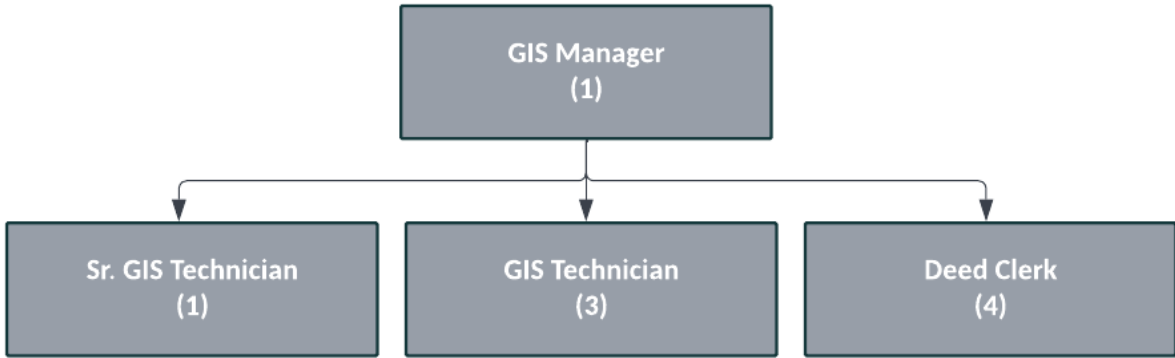 GIS Manager
(1)
Sr. GIS Technician
(1)
GIS Technician
(3)
Deed Clerk
(4)